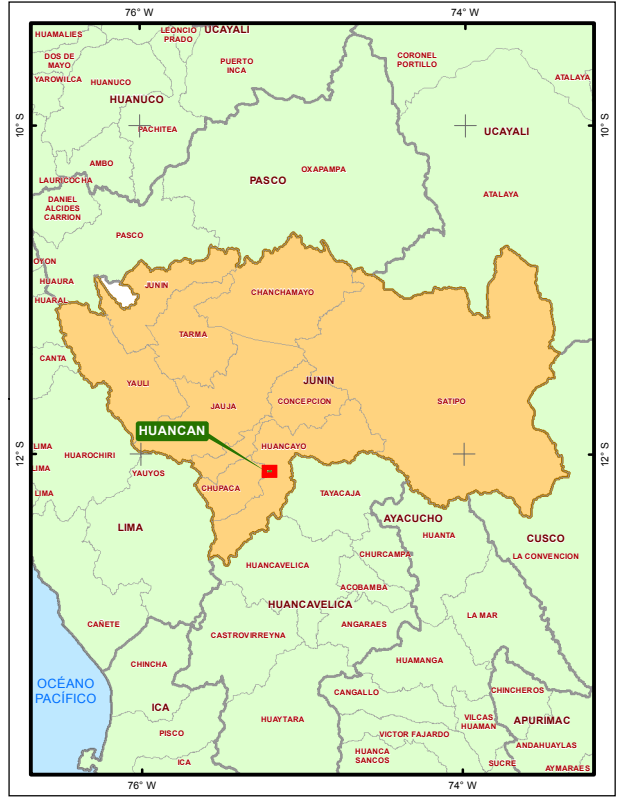 76° W
74° W
HUAMALIES
LEONCIO
PRADO
UCAYALI
DOS DE
MAYO
PUERTO
INCA
CORONEL
PORTILLO
YAROWILCA
HUANUCO
ATALAYA
HUANUCO
10° S
PACHITEA
UCAYALI
10° S
AMBO
OXAPAMPA
LAURICOCHA
PASCO
DANIEL
ALCIDES
CARRION
ATALAYA
PASCO
OYON
HUAURA
JUNIN
CHANCHAMAYO
HUARAL
TARMA
CANTA
YAULI
JUNIN
JAUJA
CONCEPCION
SATIPO
HUANCAN
LIMA
HUANCAYO
12° S
HUAROCHIRI
12° S
LIMA
YAUYOS
CHUPACA
TAYACAJA
LIMA
AYACUCHO
LIMA
HUANTA
CUSCO
CHURCAMPA
LA CONVENCION
HUANCAVELICA
ACOBAMBA
HUANCAVELICA
LA MAR
CAÑETE
ANGARAES
CASTROVIRREYNA
CHINCHA
HUAMANGA
OCÉANO
PACÍFICO
CANGALLO
CHINCHEROS
ICA
HUAYTARA
VILCAS
HUAMAN
APURIMAC
PISCO
VICTOR FAJARDO
ANDAHUAYLAS
HUANCA
SANCOS
ICA
SUCRE
AYMARAES
76° W
74° W